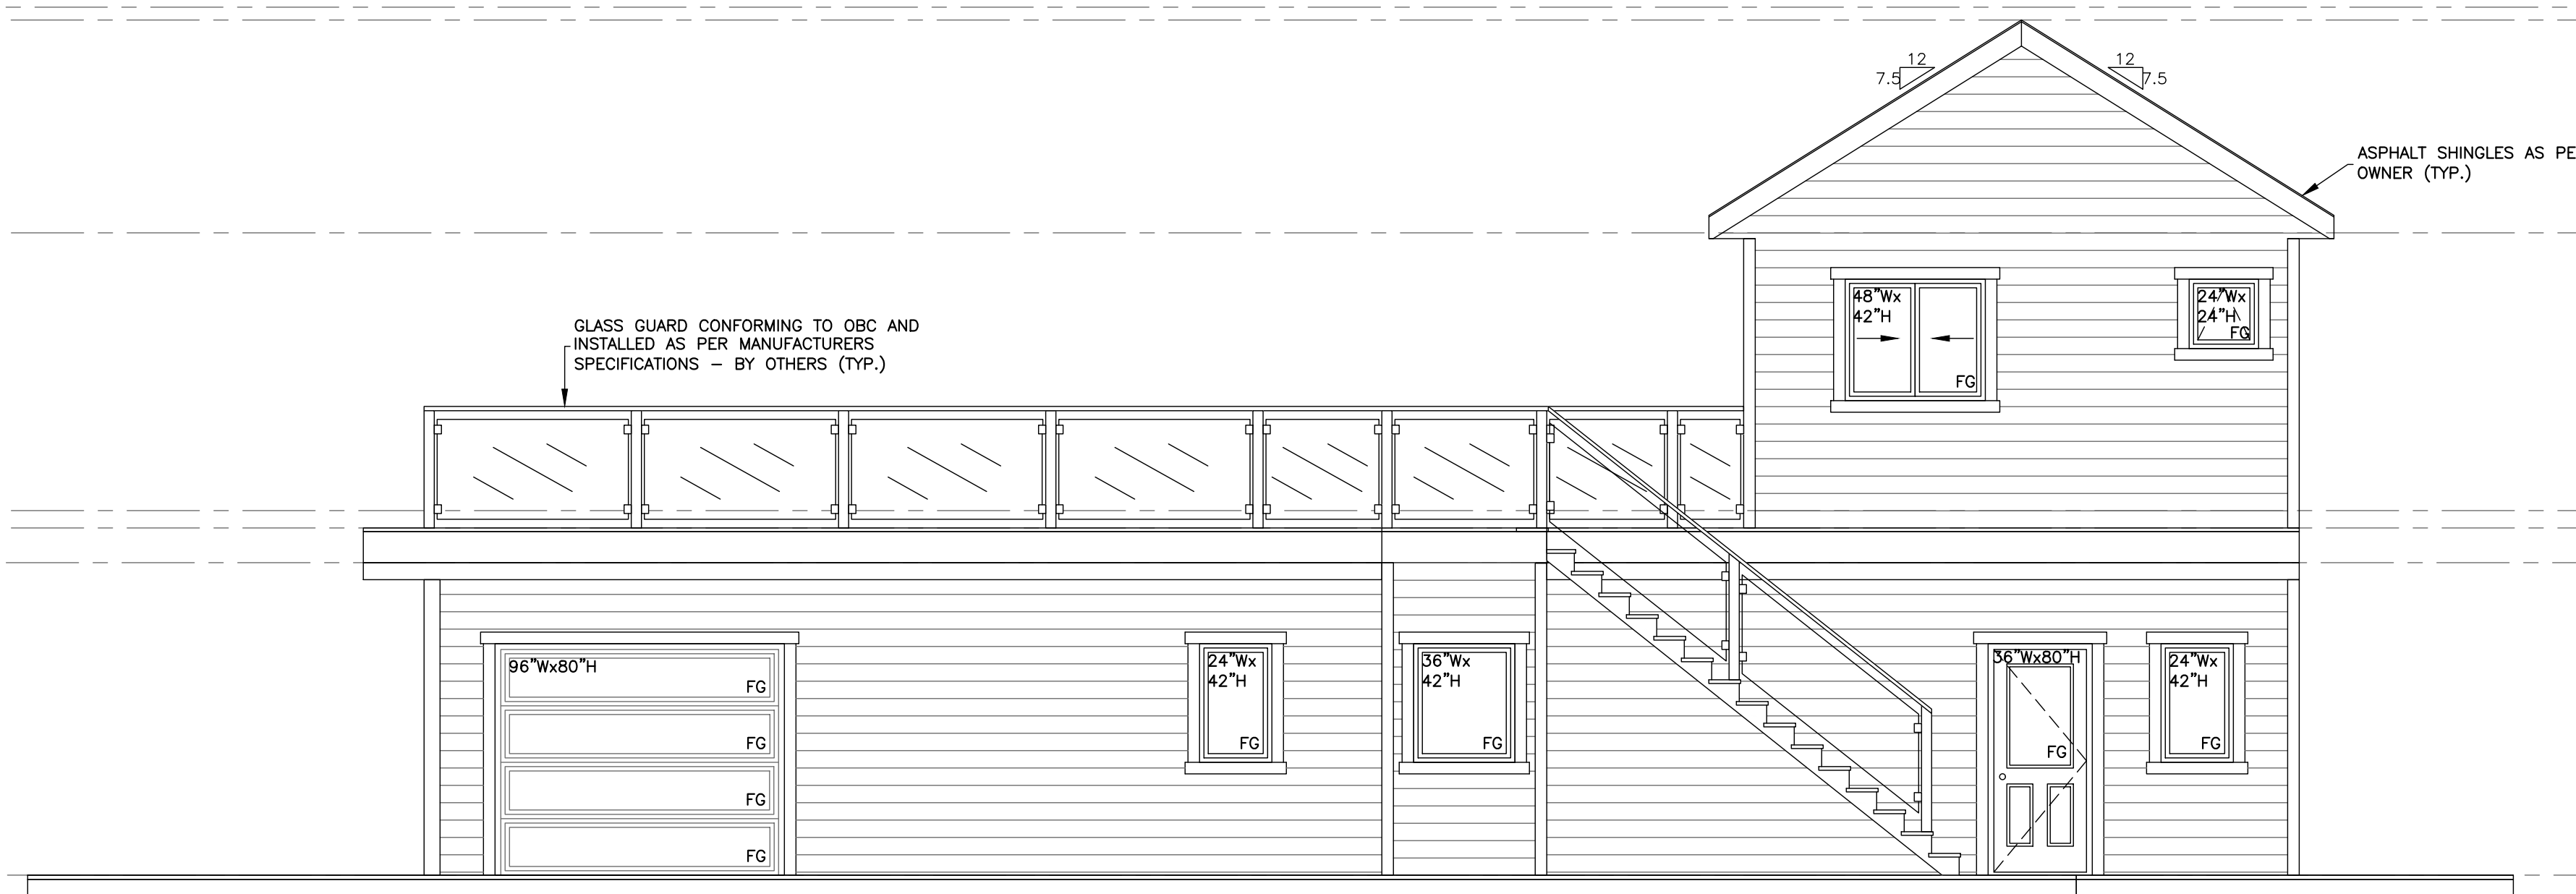 12
7.5
12
7.5
ASPHALT SHINGLES AS PE
OWNER (TYP.)
48"Wx
42"H
FG
24"Wx
24"H
FG
GLASS GUARD CONFORMING TO OBC AND
INSTALLED AS PER MANUFACTURERS
SPECIFICATIONS – BY OTHERS (TYP.)
96"Wx80"H
FG
FG
FG
FG
24"Wx
42"H
FG
36"Wx
42"H
FG
36"Wx80"H
FG
24"Wx
42"H
FG